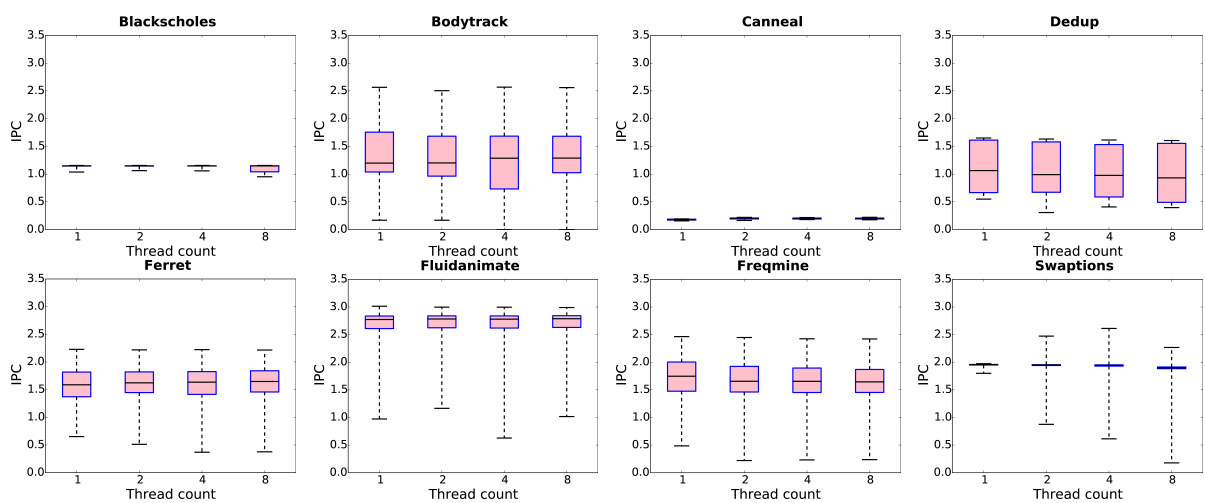 Blackscholes
3.5
3.0
2.5
2.0
1.5
1.0
0.5
0.0
IPC
1 2 4 8
Thread count
Bodytrack
3.5
3.0
2.5
2.0
1.5
1.0
0.5
0.0
IPC
1 2 4 8
Thread count
Canneal
3.5
3.0
2.5
2.0
1.5
1.0
0.5
0.0
IPC
1 2 4 8
Thread count
Dedup
3.5
3.0
2.5
2.0
1.5
1.0
0.5
0.0
IPC
1 2 4 8
Thread count
Ferret
3.5
3.0
2.5
2.0
1.5
1.0
0.5
0.0
IPC
1 2 4 8
Thread count
Fluidanimate
3.5
3.0
2.5
2.0
1.5
1.0
0.5
0.0
IPC
1 2 4 8
Thread count
Freqmine
3.5
3.0
2.5
2.0
1.5
1.0
0.5
0.0
IPC
1 2 4 8
Thread count
Swaptions
3.5
3.0
2.5
2.0
1.5
1.0
0.5
0.0
IPC
1 2 4 8
Thread count